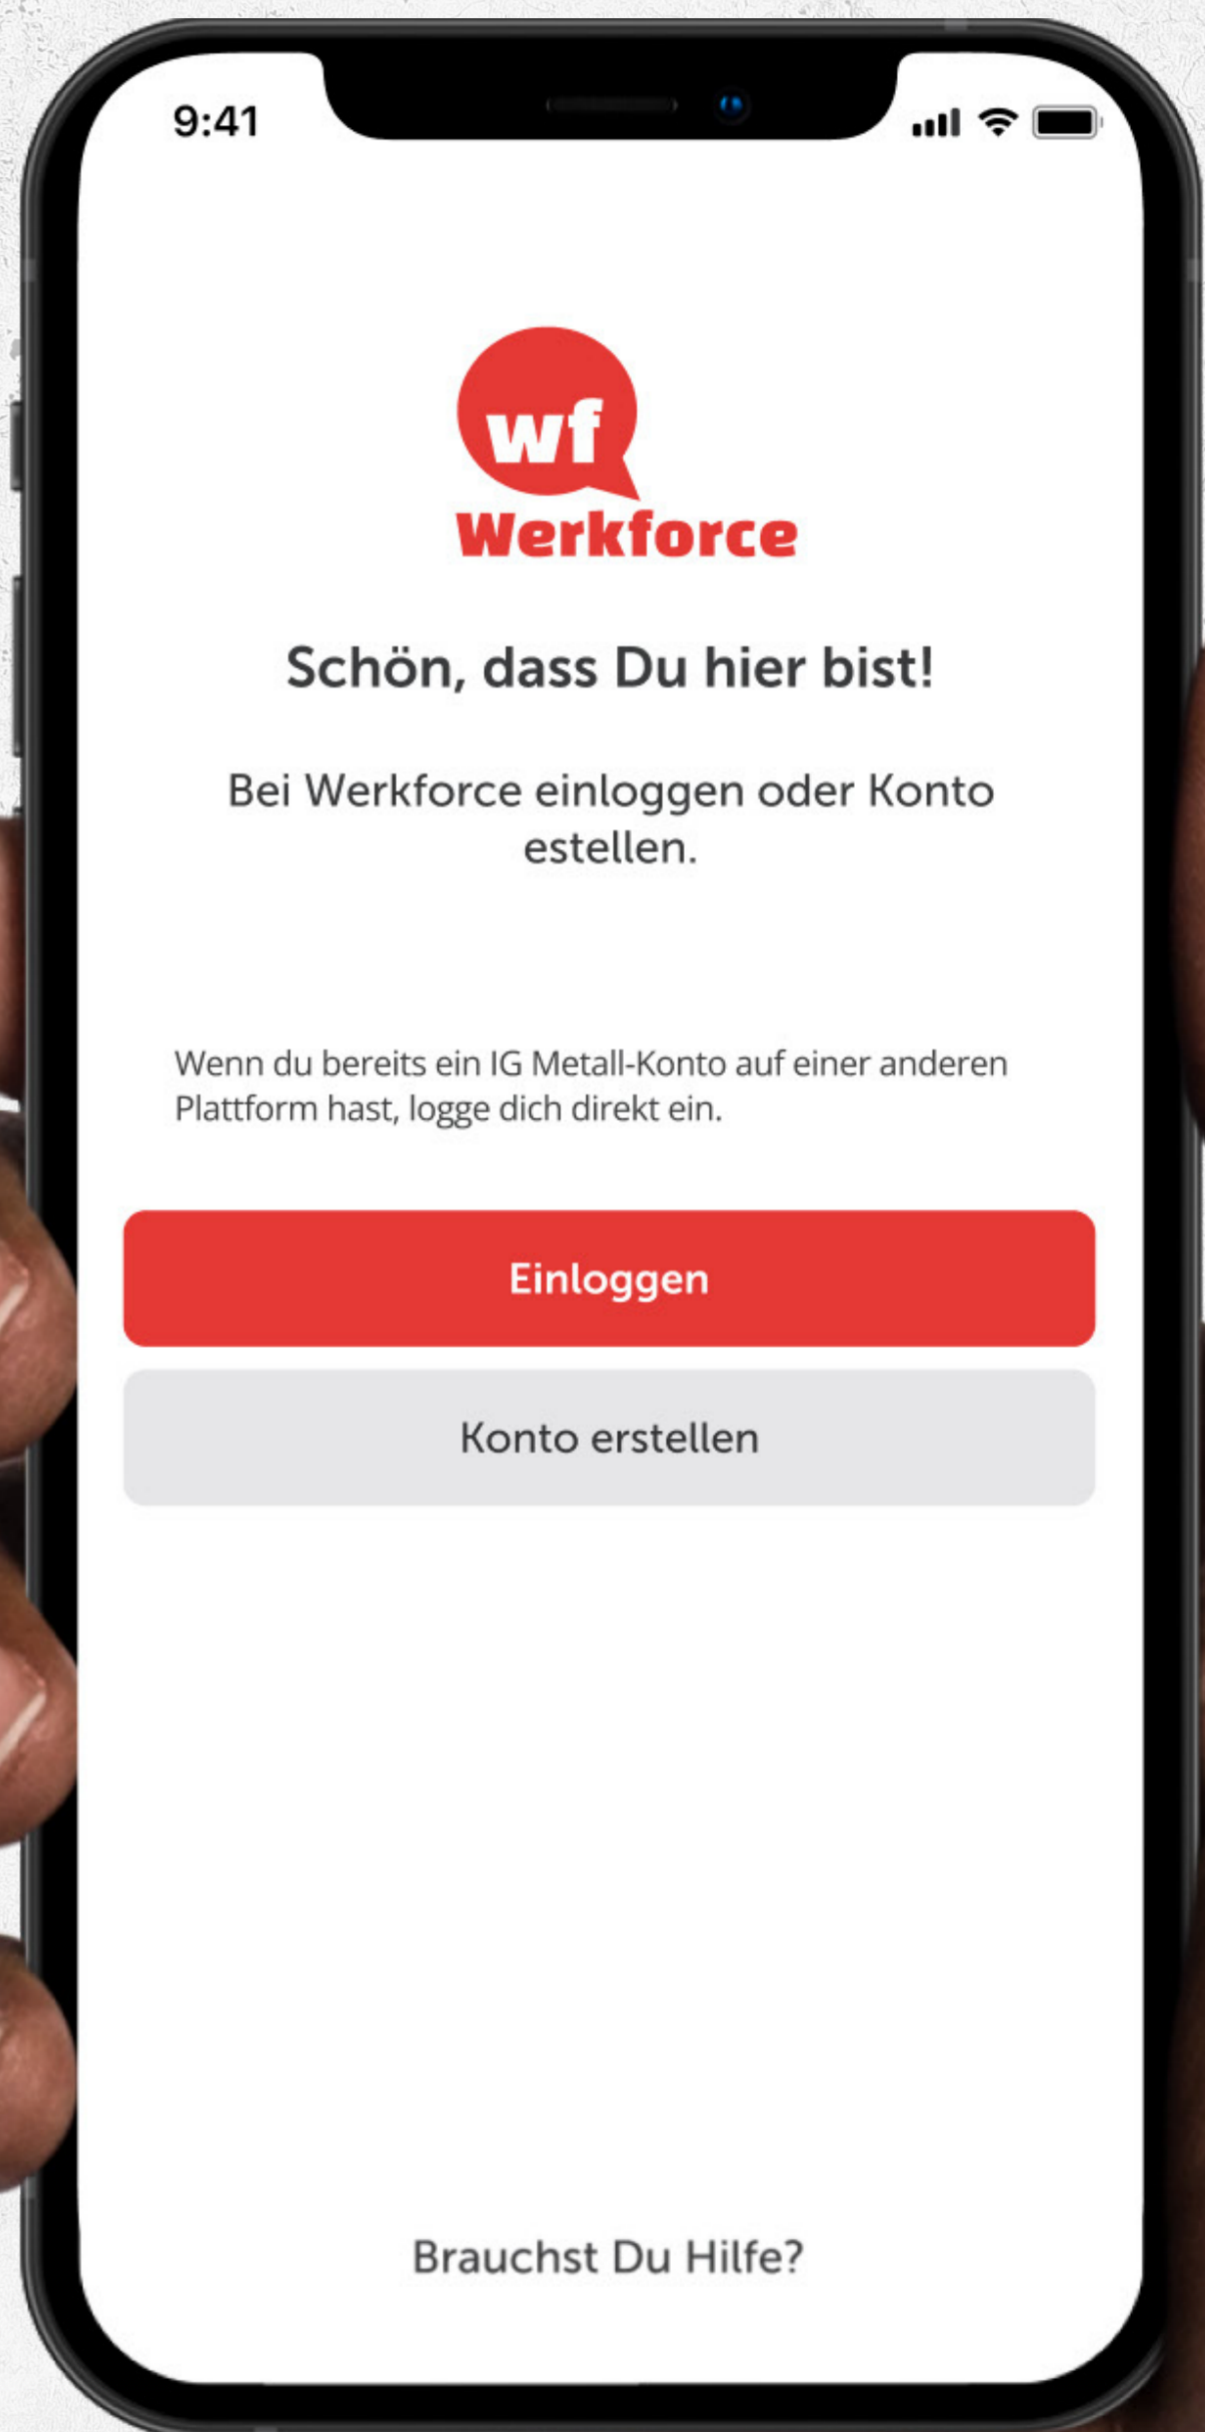 9:41
wf
Werkforce
Schön, dass Du hier bist!
Bei Werkforce einloggen oder Konto
estellen.
Wenn du bereits ein IG Metall-Konto auf einer anderen
Plattform hast, logge dich direkt ein.
Einloggen
Konto erstellen
Brauchst Du Hilfe?